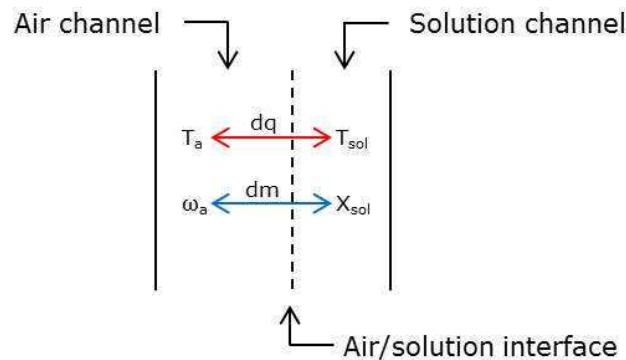 Air channel
Solution channel
Tₐ dq Tsol
ωₐ dm Xsol
Air/solution interface